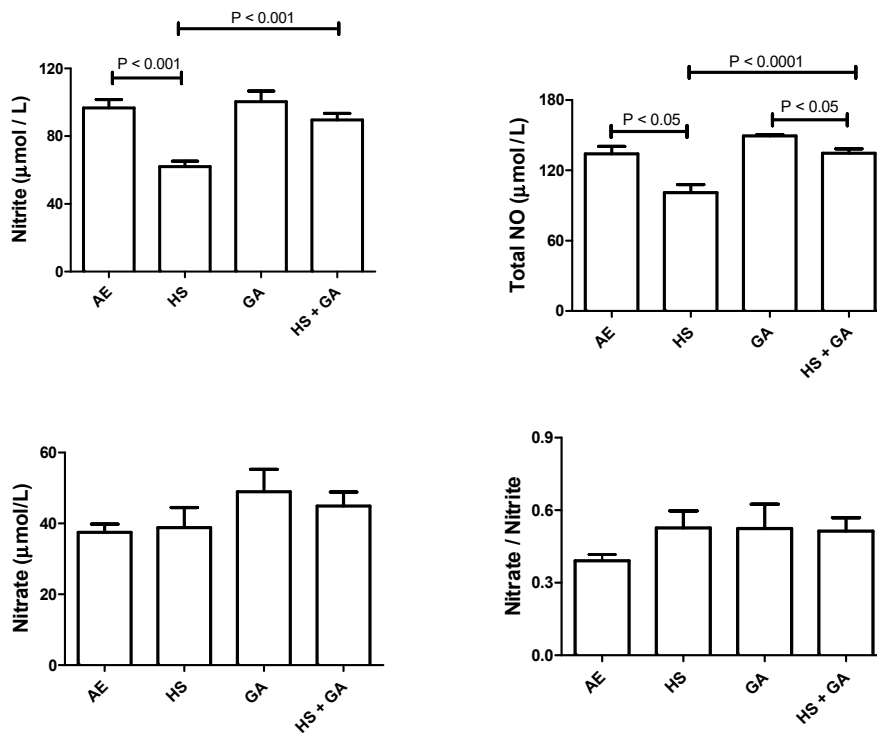 P < 0.001
P < 0.001
120
80
40
0
Nitrite (μmol / L)
AE
HS
GA
HS + GA
P < 0.0001
P < 0.05
P < 0.05
180
120
60
0
Total NO (μmol / L)
AE
HS
GA
HS + GA
60
40
20
0
Nitrate (μmol/L)
AE
HS
GA
HS + GA
0.9
0.6
0.3
0.0
Nitrate / Nitrite
AE
HS
GA
HS + GA